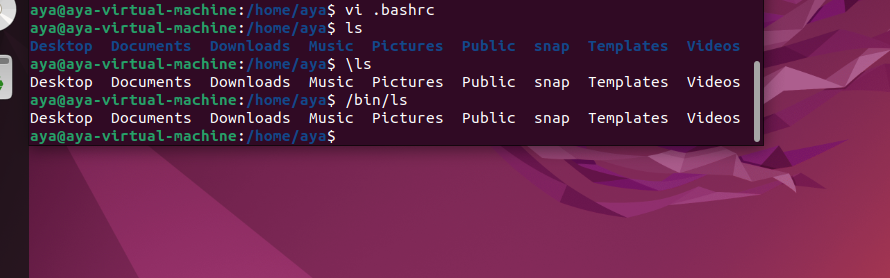 aya@aya-virtual-machine:/home/aya$ vi .bashrc
aya@aya-virtual-machine:/home/aya$ ls
Desktop  Documents  Downloads  Music  Pictures  Public  snap  Templates  Videos
aya@aya-virtual-machine:/home/aya$ \ls
Desktop  Documents  Downloads  Music  Pictures  Public  snap  Templates  Videos
aya@aya-virtual-machine:/home/aya$ /bin/ls
Desktop  Documents  Downloads  Music  Pictures  Public  snap  Templates  Videos
aya@aya-virtual-machine:/home/aya$